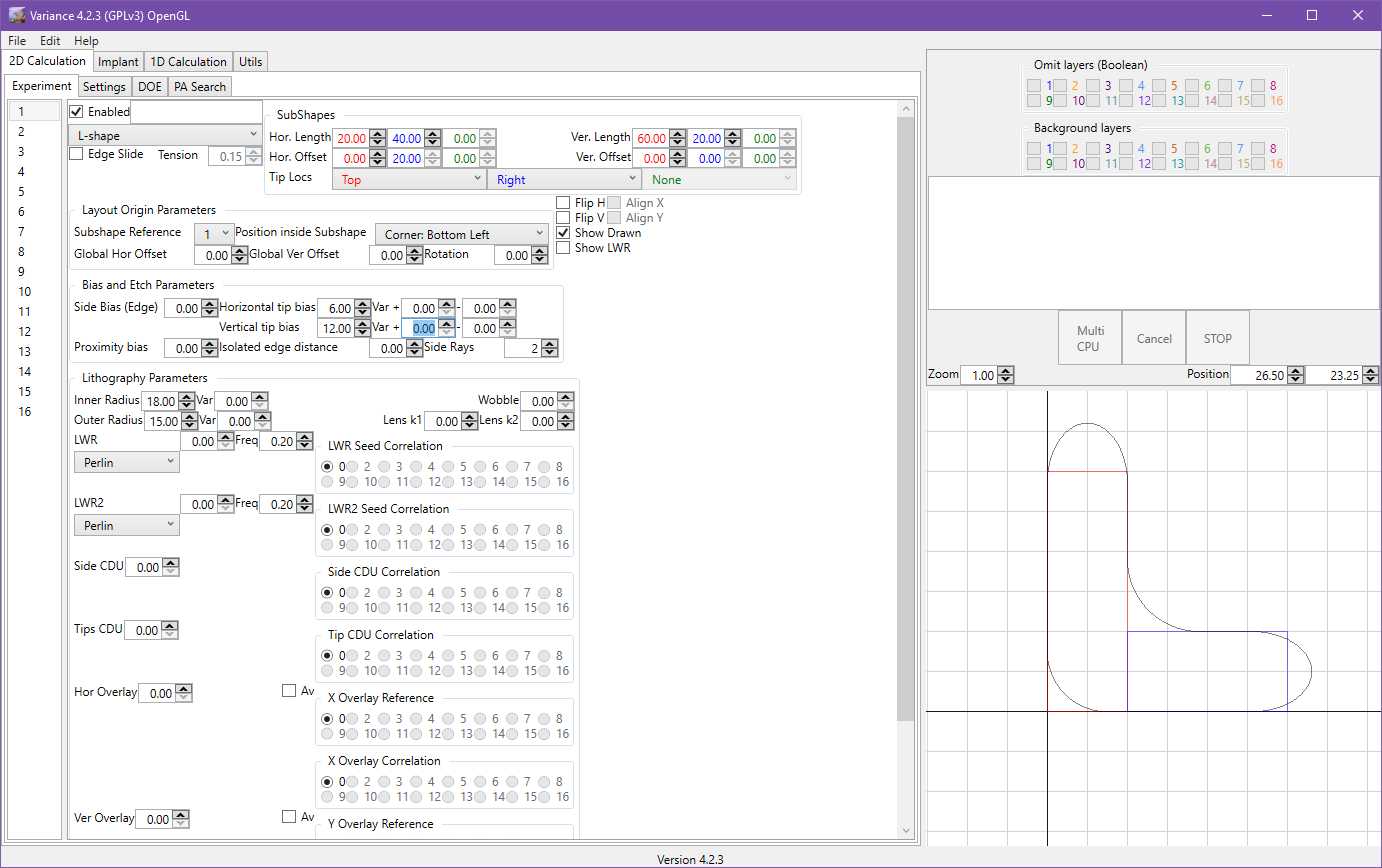 Variance 4.2.3 (GPLv3) OpenGL
File Edit Help
2D Calculation Implant 1D Calculation Utils
Experiment Settings DOE PA Search
1
2
3
4
5
6
7
8
9
10
11
12
13
14
15
16
Enabled
L-shape
Edge Slide Tension 0.15
SubShapes
Hor. Length 20.00 40.00 0.00 Ver. Length 60.00 20.00 0.00
Hor. Offset 0.00 20.00 0.00 Ver. Offset 0.00 0.00 0.00
Tip Locs Top Right None
Layout Origin Parameters
Subshape Reference 1 Position inside Subshape Corner: Bottom Left
Global Hor Offset 0.00 Global Ver Offset 0.00 Rotation 0.00
Flip H Align X
Flip V Align Y
Show Drawn
Show LWR
Bias and Etch Parameters
Side Bias (Edge) 0.00 Horizontal tip bias 6.00 Var + 0.00 - 0.00
Vertical tip bias 12.00 Var + 0.00 - 0.00
Proximity bias 0.00 Isolated edge distance 0.00 Side Rays 2
Lithography Parameters
Inner Radius 18.00 Var 0.00 Wobble 0.00
Outer Radius 15.00 Var 0.00 Lens k1 0.00 Lens k2 0.00
LWR 0.00 Freq 0.20
Perlin
LWR Seed Correlation
0 2 3 4 5 6 7 8
9 10 11 12 13 14 15 16
LWR2 0.00 Freq 0.20
Perlin
LWR2 Seed Correlation
0 2 3 4 5 6 7 8
9 10 11 12 13 14 15 16
Side CDU 0.00
Side CDU Correlation
0 2 3 4 5 6 7 8
9 10 11 12 13 14 15 16
Tips CDU 0.00
Tip CDU Correlation
0 2 3 4 5 6 7 8
9 10 11 12 13 14 15 16
Hor Overlay 0.00 Av
X Overlay Reference
0 2 3 4 5 6 7 8
9 10 11 12 13 14 15 16
X Overlay Correlation
0 2 3 4 5 6 7 8
9 10 11 12 13 14 15 16
Ver Overlay 0.00 Av
Y Overlay Reference
Omit layers (Boolean)
1 2 3 4 5 6 7 8
9 10 11 12 13 14 15 16
Background layers
1 2 3 4 5 6 7 8
9 10 11 12 13 14 15 16
Multi
CPU
Cancel
STOP
Zoom 1.00 Position 26.50 23.25
Version 4.2.3